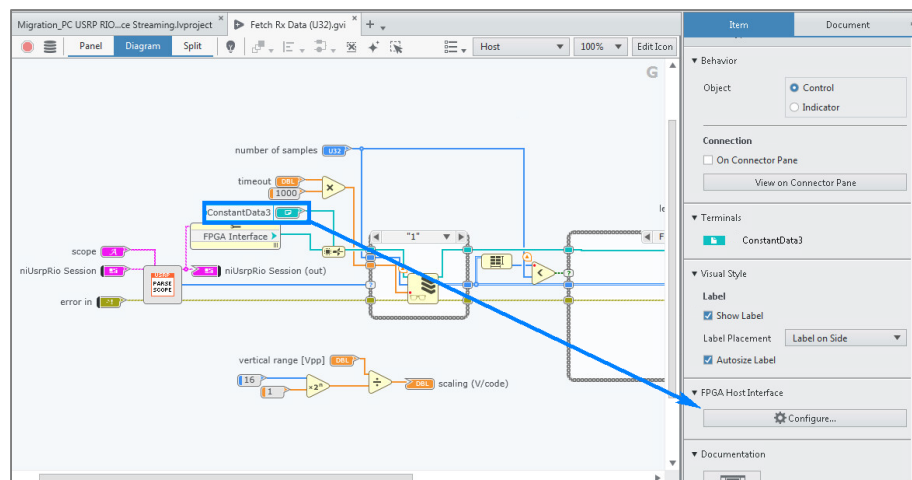 Migration_PC USRP RIO...ce Streaming.lvproject
Fetch Rx Data (U32).gvi
Item
Document
Panel
Diagram
Split
Host
100%
Edit Icon
G
Behavior
Object
Control
Indicator
Connection
On Connector Pane
View on Connector Pane
Terminals
ConstantData3
Visual Style
Label
Show Label
Label Placement
Label on Side
Autosize Label
FPGA Host Interface
Configure...
Documentation
number of samples
U32
timeout
DBL
1000
ConstantData3
FPGA Interface
"1"
le
F
scope
niUsrpRio Session
niUsrpRio Session (out)
USRP
PARSE
SCOPE
error in
vertical range [Vpp]
DBL
16
1
×2ⁿ
÷
DBL
scaling (V/code)